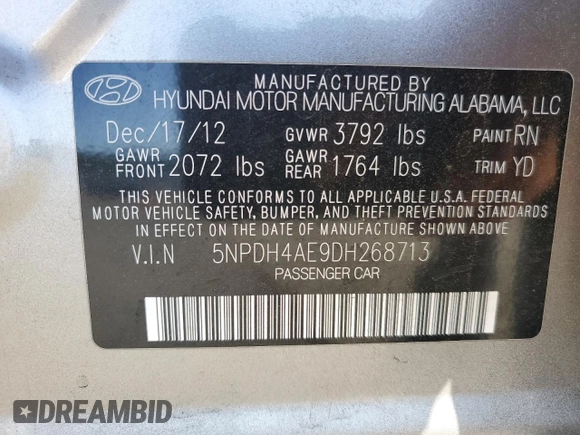 MANUFACTURED BY
HYUNDAI MOTOR MANUFACTURING ALABAMA, LLC
Dec/17/12 GVWR 3792 lbs PAINT RN
GAWR FRONT 2072 lbs GAWR REAR 1764 lbs TRIM YD
THIS VEHICLE CONFORMS TO ALL APPLICABLE U.S.A. FEDERAL
MOTOR VEHICLE SAFETY, BUMPER, AND THEFT PREVENTION STANDARDS
IN EFFECT ON THE DATE OF MANUFACTURE SHOWN ABOVE.
V.I.N 5NPDH4AE9DH268713
PASSENGER CAR
DREAMBID